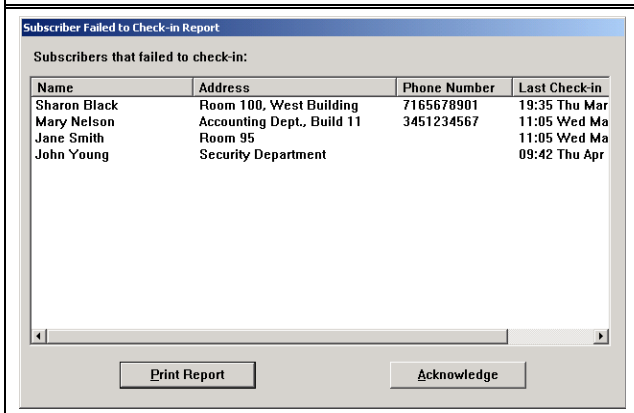 Subscriber Failed to Check-in Report
Subscribers that failed to check-in:
Name Address Phone Number Last Check-in
Sharon Black Room 100, West Building 7165678901 19:35 Thu Mar
Mary Nelson Accounting Dept., Build 11 3451234567 11:05 Wed Ma
Jane Smith Room 95 11:05 Wed Ma
John Young Security Department 09:42 Thu Apr
Print Report Acknowledge